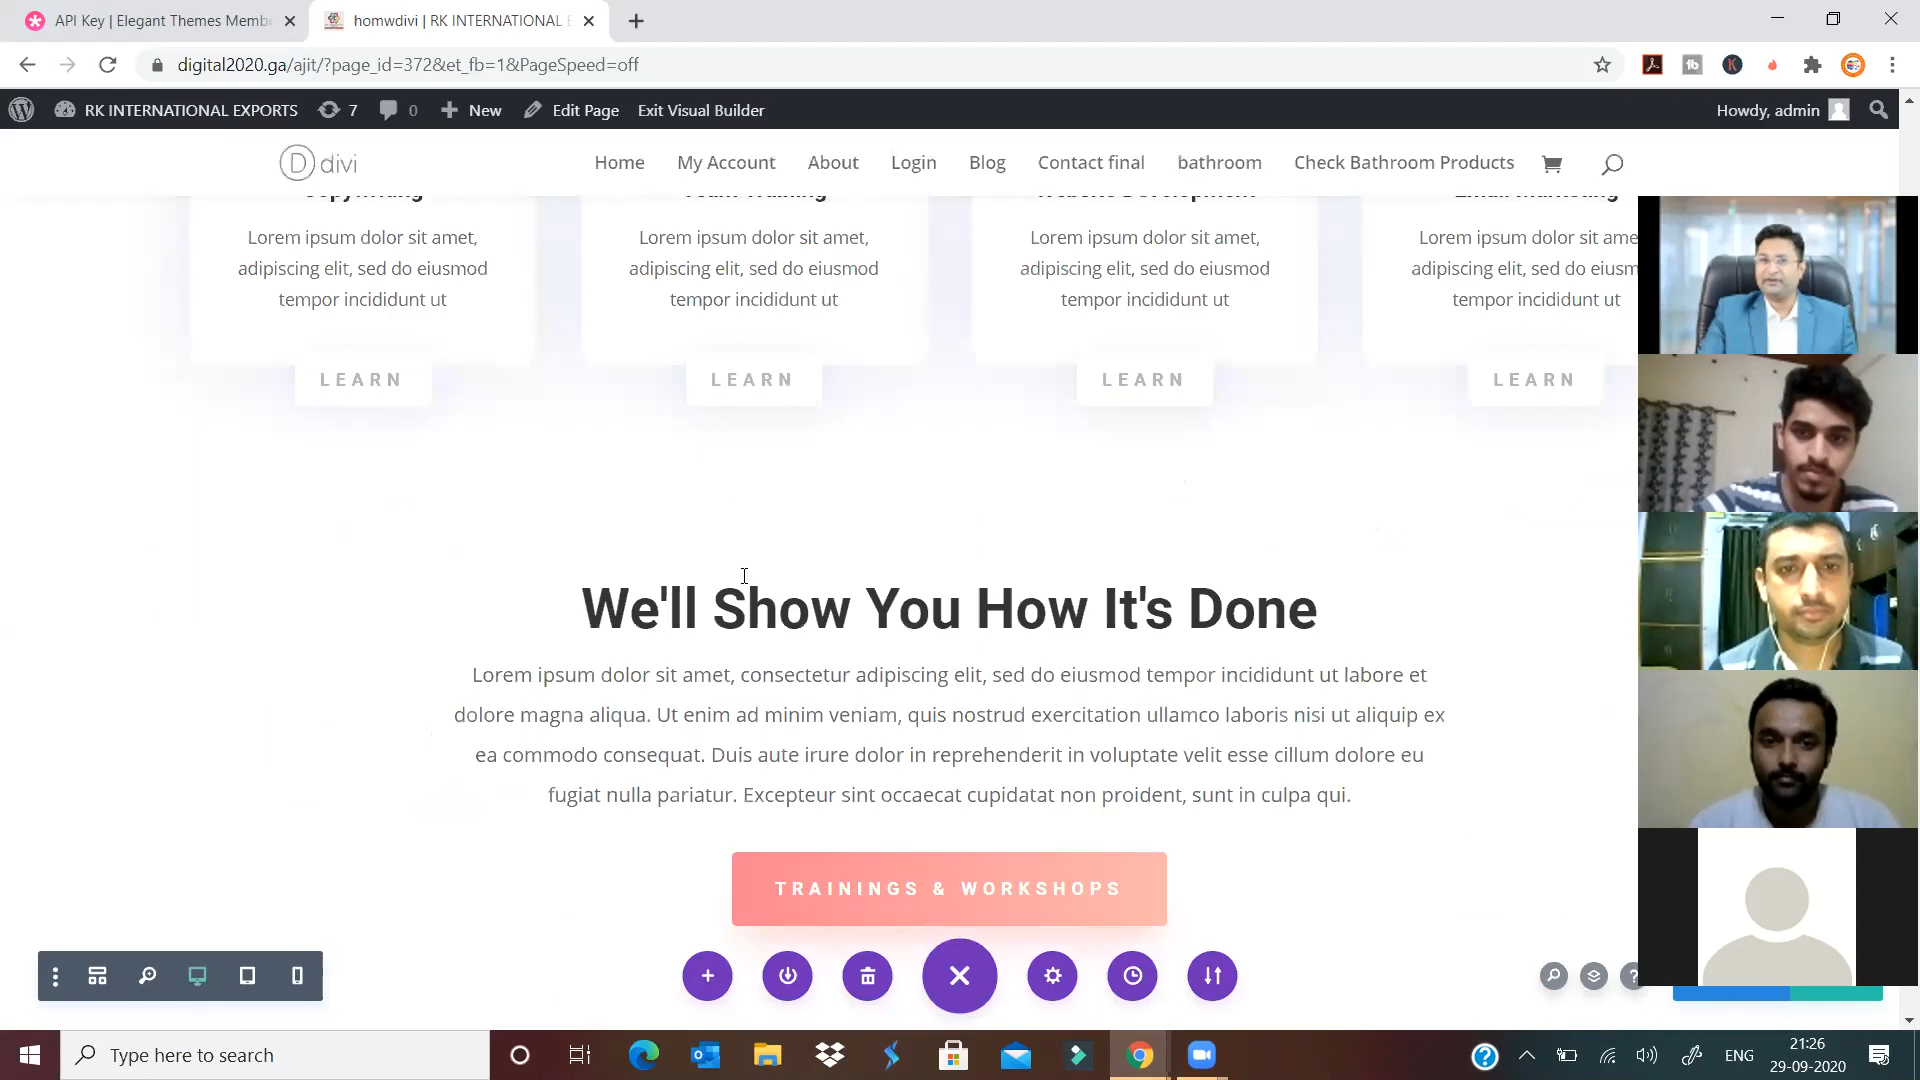 API Key | Elegant Themes Membe
homwdivi | RK INTERNATIONAL E
digital2020.ga/ajit/?page_id=372&et_fb=1&PageSpeed=off
RK INTERNATIONAL EXPORTS 7 0 New Edit Page Exit Visual Builder Howdy, admin
D divi Home My Account About Login Blog Contact final bathroom Check Bathroom Products
Copywriting Team Training Website Development Email Marketing
Lorem ipsum dolor sit amet, Lorem ipsum dolor sit amet, Lorem ipsum dolor sit amet, Lorem ipsum dolor sit ame
adipiscing elit, sed do eiusmod adipiscing elit, sed do eiusmod adipiscing elit, sed do eiusmod adipiscing elit, sed do eiusm
tempor incididunt ut tempor incididunt ut tempor incididunt ut tempor incididunt ut
LEARN LEARN LEARN LEARN
We'll Show You How It's Done
Lorem ipsum dolor sit amet, consectetur adipiscing elit, sed do eiusmod tempor incididunt ut labore et
dolore magna aliqua. Ut enim ad minim veniam, quis nostrud exercitation ullamco laboris nisi ut aliquip ex
ea commodo consequat. Duis aute irure dolor in reprehenderit in voluptate velit esse cillum dolore eu
fugiat nulla pariatur. Excepteur sint occaecat cupidatat non proident, sunt in culpa qui.
TRAININGS & WORKSHOPS
Type here to search
ENG
21:26
29-09-2020